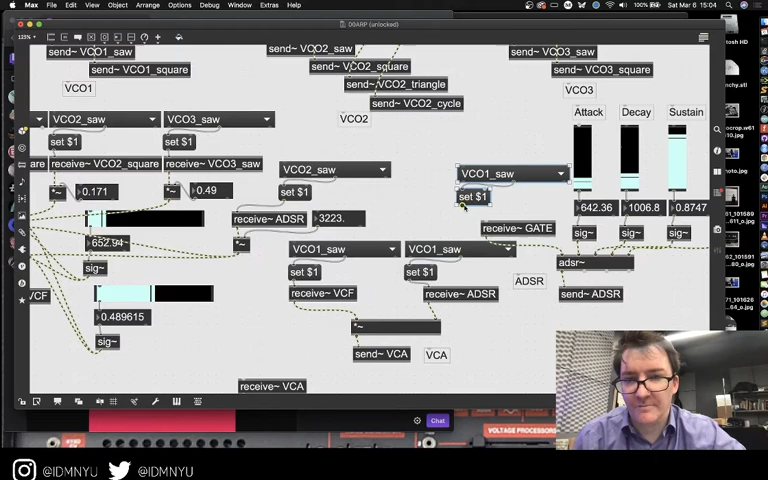 Max File Edit View Object Arrange Options Debug Window Help 100% Sat Mar 6 15:04
00ARP (unlocked)
125%
send~ VCO1_saw send~ VCO2_saw send~ VCO3_saw
send~ VCO1_square send~ VCO2_square send~ VCO3_square
send~ VCO2_triangle
VCO1 VCO3
send~ VCO2_cycle
VCO2 Attack Decay Sustain
VCO2_saw VCO3_saw
set $1 set $1
receive~ VCO2_square receive~ VCO3_saw VCO2_saw VCO1_saw
*~ 0.171 *~ 0.49 set $1 set $1
642.36 1006.8 0.8747
receive~ ADSR 3223. receive~ GATE
sig~ sig~ sig~
652.94 *~ VCO1_saw VCO1_saw
sig~ set $1 set $1 adsr~
ADSR
VCF receive~ VCF receive~ ADSR send~ ADSR
0.489615
*~
sig~
send~ VCA VCA
receive~ VCA
Chat
VOLTAGE PROCESSORS
@IDMNYU @IDMNYU